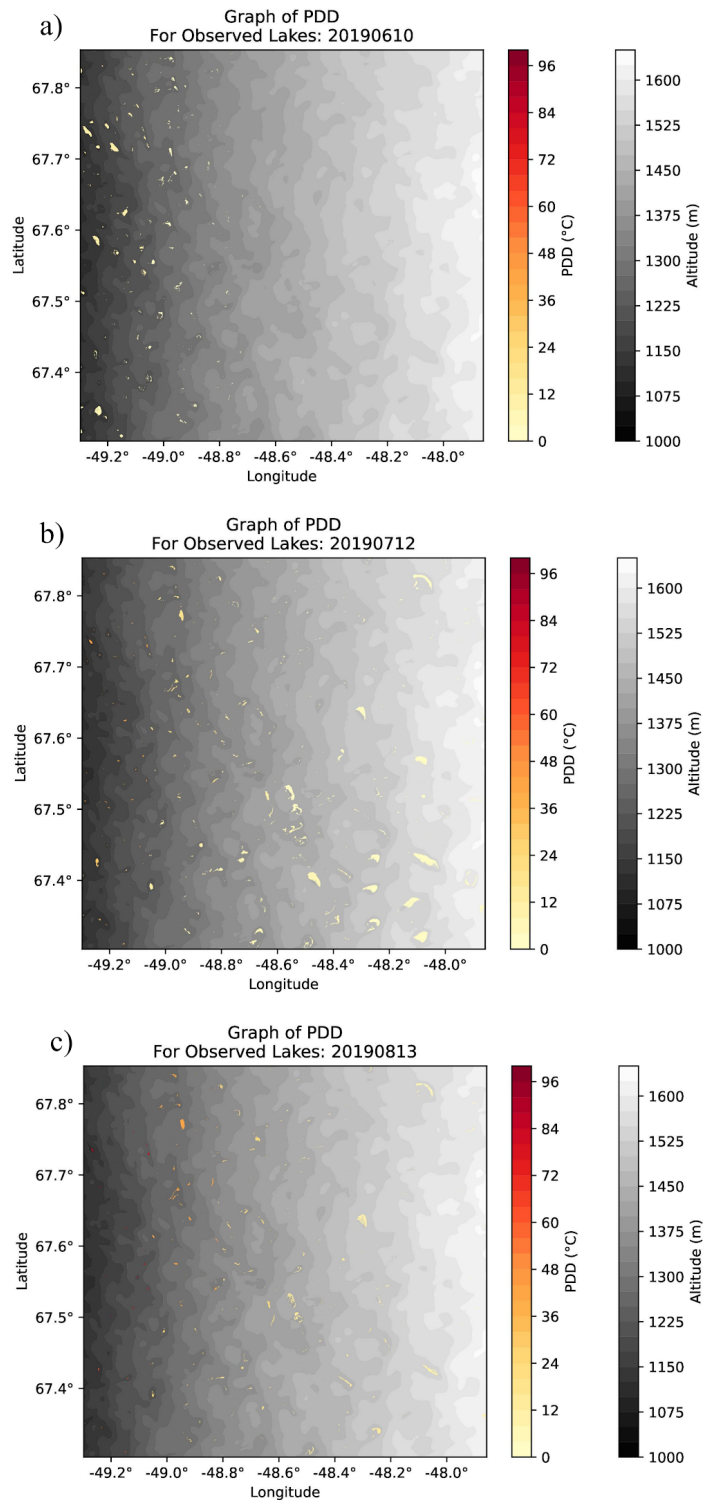 a)
Graph of PDD
For Observed Lakes: 20190610
67.8°
67.7°
67.6°
67.5°
67.4°
Latitude
-49.2° -49.0° -48.8° -48.6° -48.4° -48.2° -48.0°
Longitude
96
84
72
60
48
36
24
12
0
PDD (°C)
1600
1525
1450
1375
1300
1225
1150
1075
1000
Altitude (m)
b)
Graph of PDD
For Observed Lakes: 20190712
67.8°
67.7°
67.6°
67.5°
67.4°
Latitude
-49.2° -49.0° -48.8° -48.6° -48.4° -48.2° -48.0°
Longitude
96
84
72
60
48
36
24
12
0
PDD (°C)
1600
1525
1450
1375
1300
1225
1150
1075
1000
Altitude (m)
c)
Graph of PDD
For Observed Lakes: 20190813
67.8°
67.7°
67.6°
67.5°
67.4°
Latitude
-49.2° -49.0° -48.8° -48.6° -48.4° -48.2° -48.0°
Longitude
96
84
72
60
48
36
24
12
0
PDD (°C)
1600
1525
1450
1375
1300
1225
1150
1075
1000
Altitude (m)